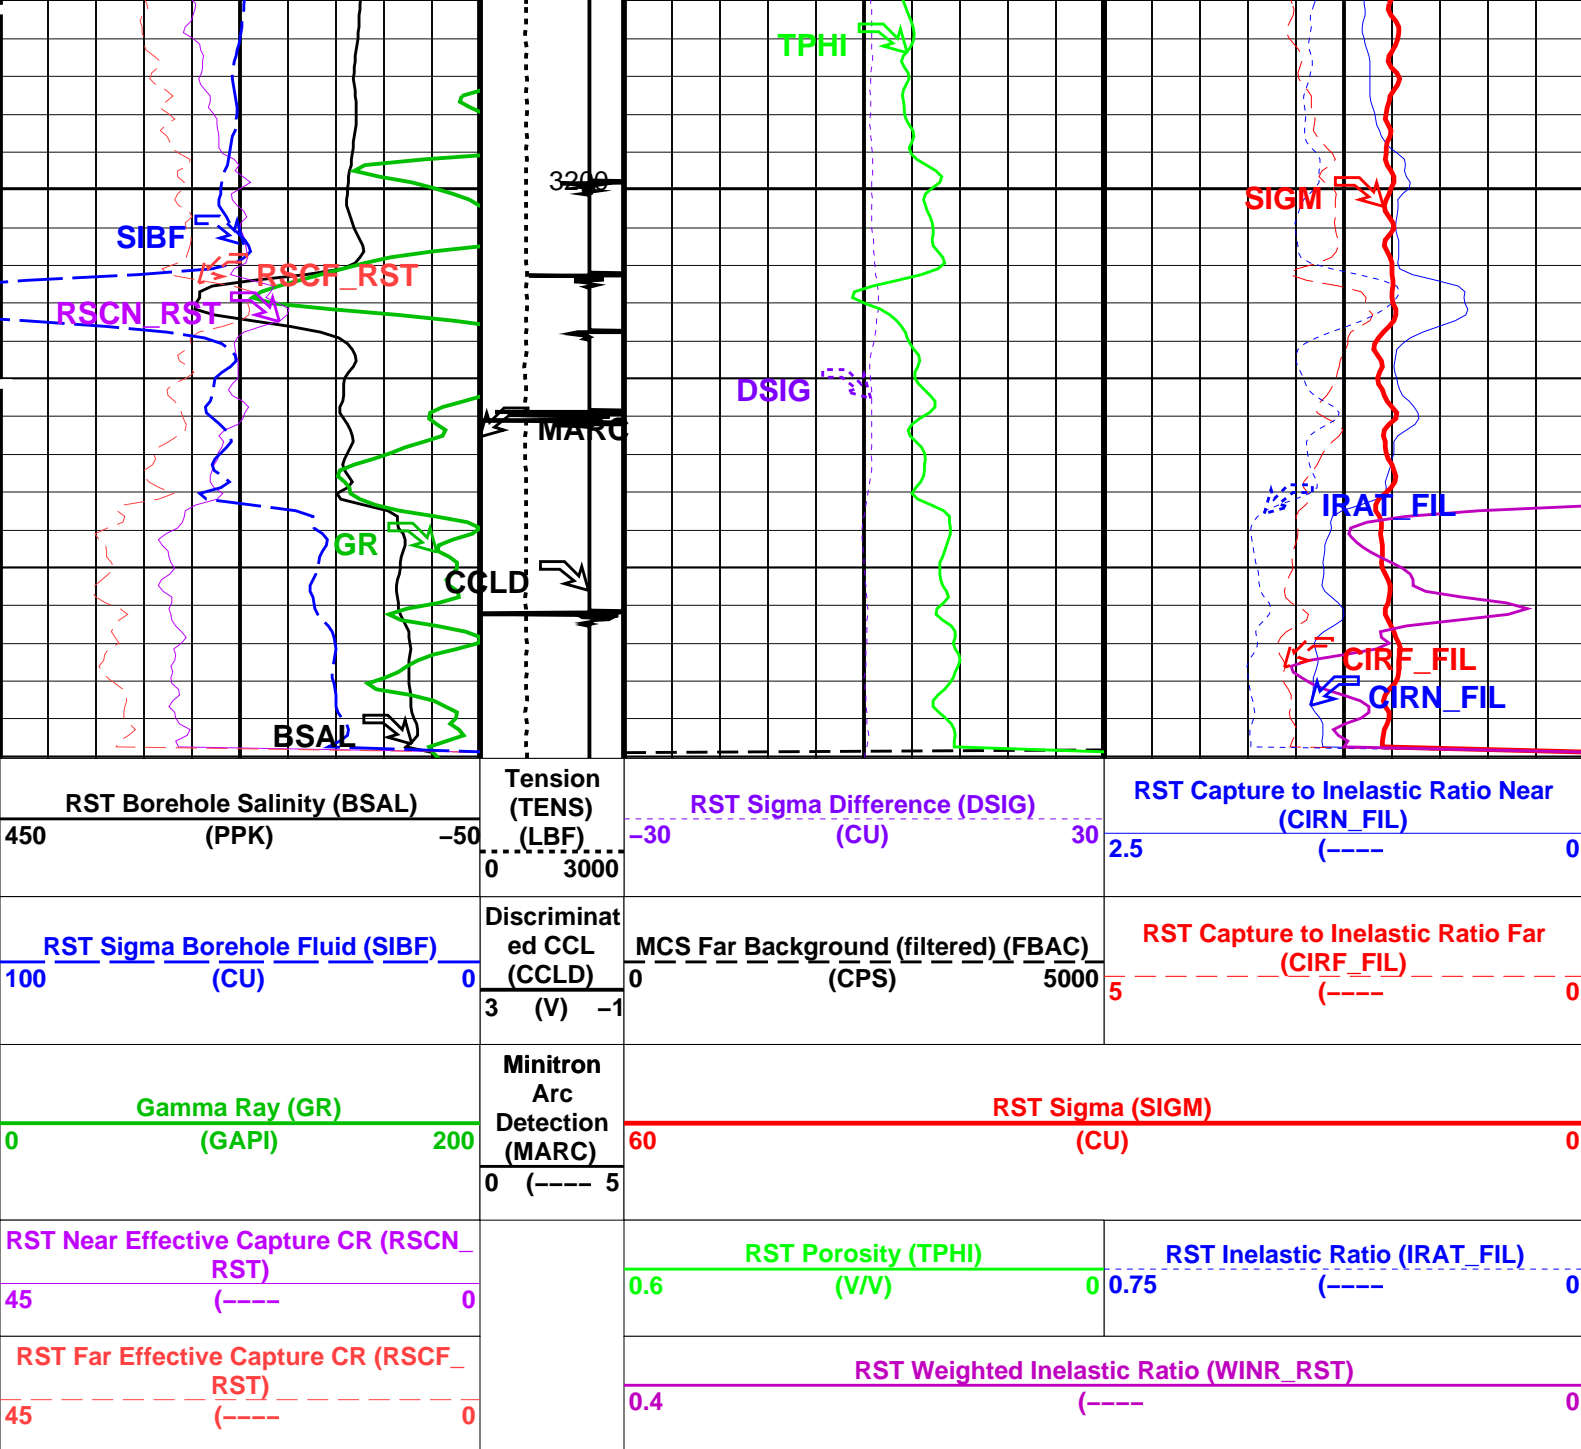 TPHI
3200
SIGM
SIBF
RSCF_RST
RSCN_RST
DSIG
MARC
IRAT_FIL
GR
CCLD
CIRF_FIL
CIRN_FIL
BSAL
RST Borehole Salinity (BSAL)
450 (PPK) −50
Tension
(TENS)
(LBF)
0 3000
RST Sigma Difference (DSIG)
−30 (CU) 30
RST Capture to Inelastic Ratio Near
(CIRN_FIL)
2.5 (−−−− 0
RST Sigma Borehole Fluid (SIBF)
100 (CU) 0
Discriminat
ed CCL
(CCLD)
3 (V) −1
MCS Far Background (filtered) (FBAC)
0 (CPS) 5000
RST Capture to Inelastic Ratio Far
(CIRF_FIL)
5 (−−−− 0
Gamma Ray (GR)
0 (GAPI) 200
Minitron
Arc
Detection
(MARC)
0 (−−−− 5
RST Sigma (SIGM)
60 (CU) 0
RST Near Effective Capture CR (RSCN_
RST)
45 (−−−− 0
RST Porosity (TPHI)
0.6 (V/V) 0
RST Inelastic Ratio (IRAT_FIL)
0.75 (−−−− 0
RST Far Effective Capture CR (RSCF_
RST)
45 (−−−− 0
RST Weighted Inelastic Ratio (WINR_RST)
0.4 (−−−− 0